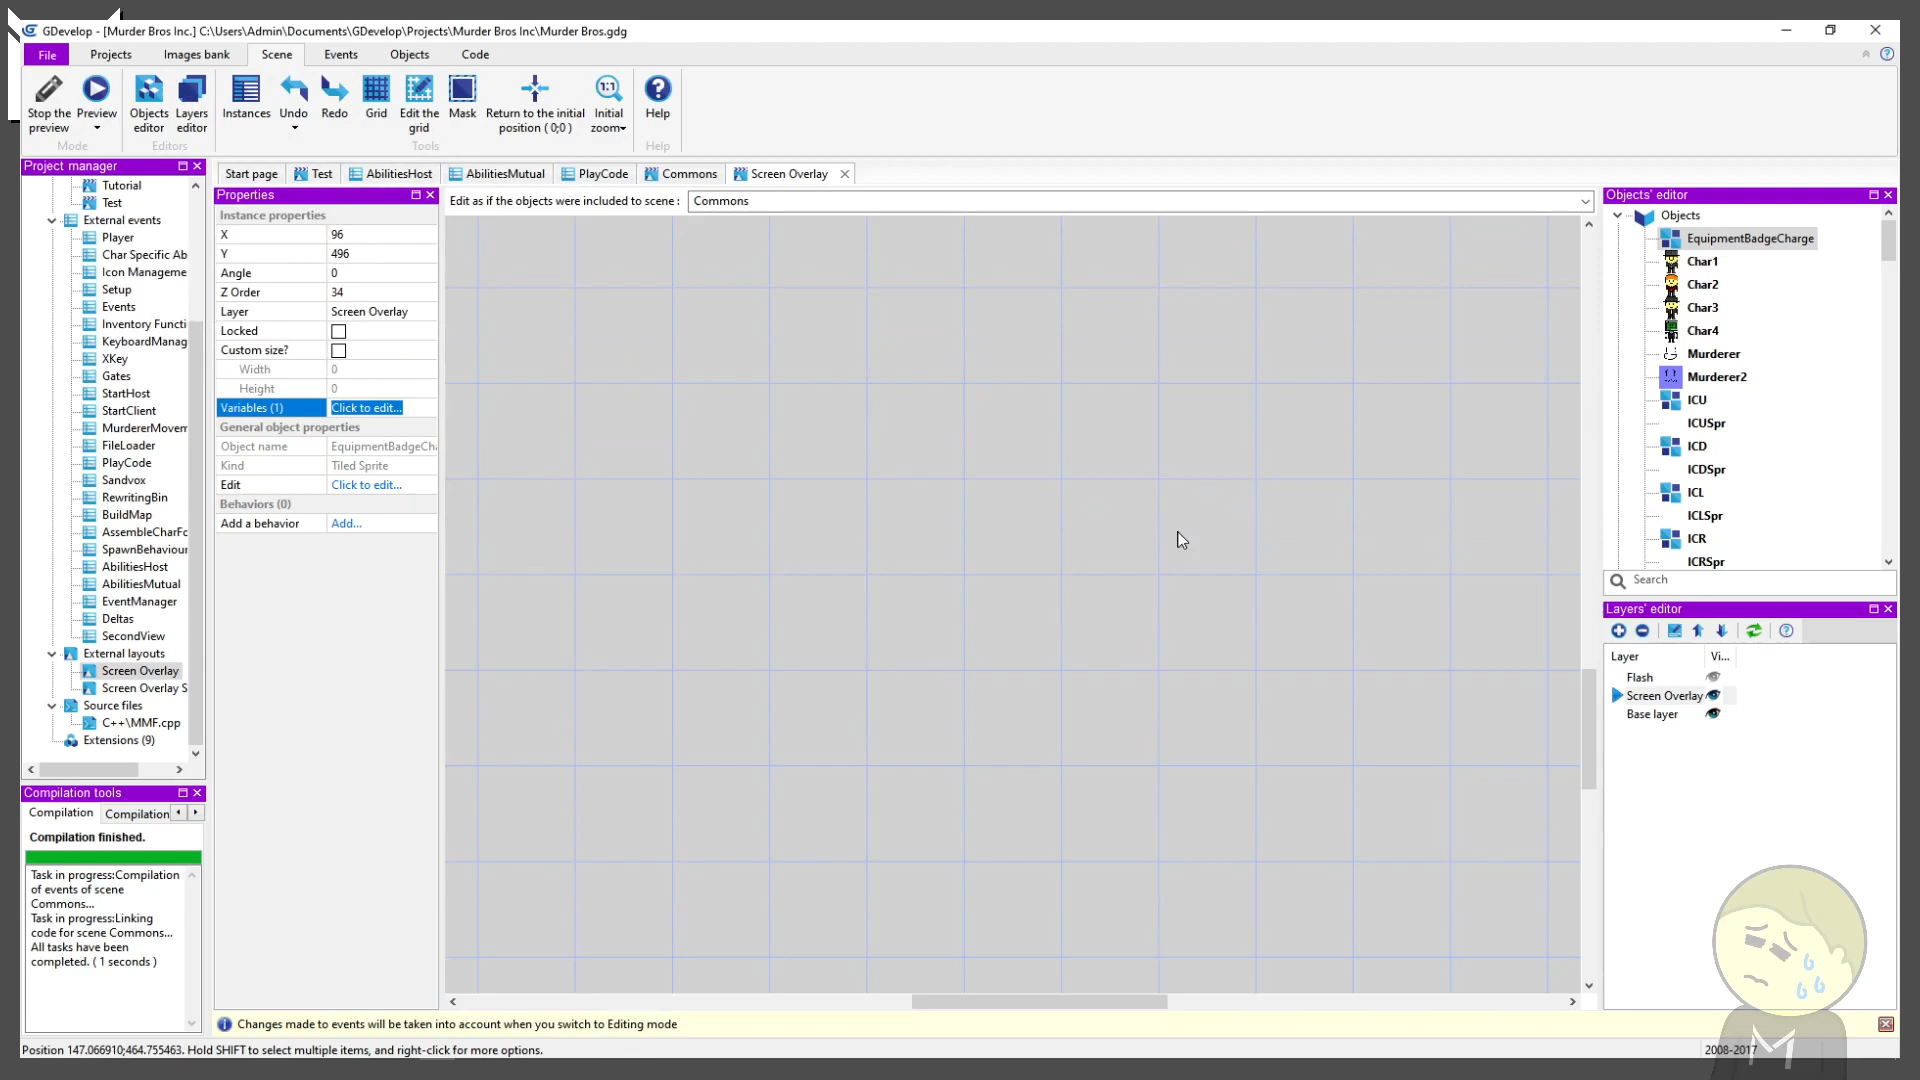 GDevelop - [Murder Bros Inc.] C:\Users\Admin\Documents\GDevelop\Projects\Murder Bros Inc\Murder Bros.gdg
File Projects Images bank Scene Events Objects Code
Stop the preview
Preview
Objects editor
Layers editor
Instances
Undo
Redo
Grid
Edit the grid
Mask
Return to the initial position ( 0;0 )
1:1
Initial zoom
Help
Mode
Editors
Tools
Help
Project manager
Tutorial
Test
External events
Player
Char Specific Ab
Icon Manageme
Setup
Events
Inventory Functi
KeyboardManag
XKey
Gates
StartHost
StartClient
MurdererMovem
FileLoader
PlayCode
Sandvox
RewritingBin
BuildMap
AssembleCharFo
SpawnBehaviour
AbilitiesHost
AbilitiesMutual
EventManager
Deltas
SecondView
External layouts
Screen Overlay
Screen Overlay S
Source files
C++\MMF.cpp
Extensions (9)
Compilation tools
Compilation Compilation
Compilation finished.
Task in progress:Compilation
of events of scene
Commons...
Task in progress:Linking
code for scene Commons...
All tasks have been
completed. ( 1 seconds )
Start page Test AbilitiesHost AbilitiesMutual PlayCode Commons Screen Overlay
Properties
Instance properties
X 96
Y 496
Angle 0
Z Order 34
Layer Screen Overlay
Locked
Custom size?
Width 0
Height 0
Variables (1) Click to edit...
General object properties
Object name EquipmentBadgeCha
Kind Tiled Sprite
Edit Click to edit...
Behaviors (0)
Add a behavior Add...
Edit as if the objects were included to scene : Commons
Objects' editor
Objects
EquipmentBadgeCharge
Char1
Char2
Char3
Char4
Murderer
Murderer2
ICU
ICUSpr
ICD
ICDSpr
ICL
ICLSpr
ICR
ICRSpr
Search
Layers' editor
Layer Vi...
Flash
Screen Overlay
Base layer
Changes made to events will be taken into account when you switch to Editing mode
Position 147.066910;464.755463. Hold SHIFT to select multiple items, and right-click for more options.
2008-2017
M